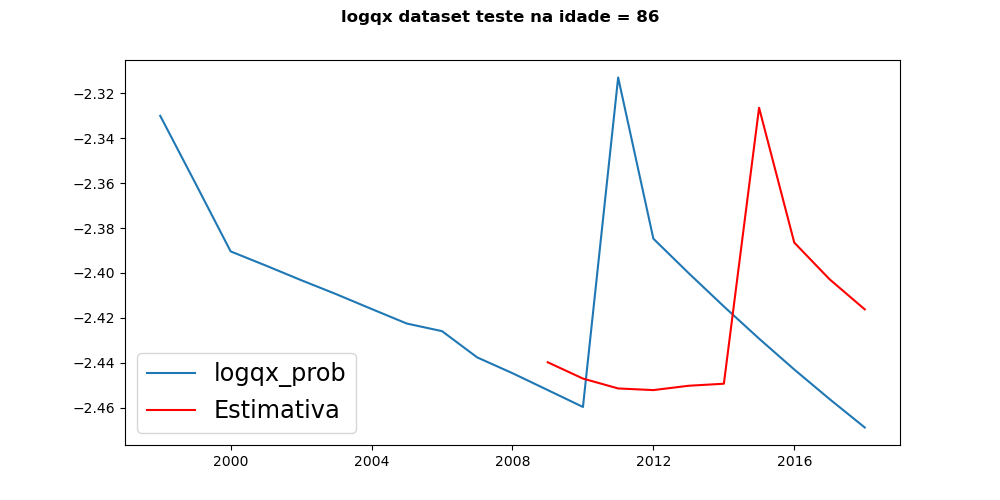 logqx dataset teste na idade = 86
−2.32
−2.34
−2.36
−2.38
−2.40
−2.42
−2.44
−2.46
logqx_prob
Estimativa
2000 2004 2008 2012 2016